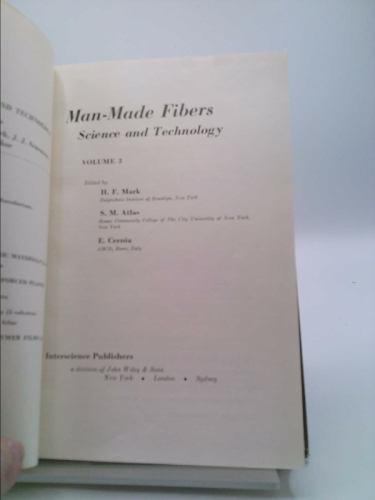 Man-Made Fibers
Science and Technology
VOLUME 3
Edited by
H. F. Mark
Polytechnic Institute of Brooklyn, New York
S. M. Atlas
Bronx Community College of The City University of New York,
New York
E. Cernia
ABCD, Rome, Italy
Interscience Publishers
a division of John Wiley & Sons
New York • London • Sydney